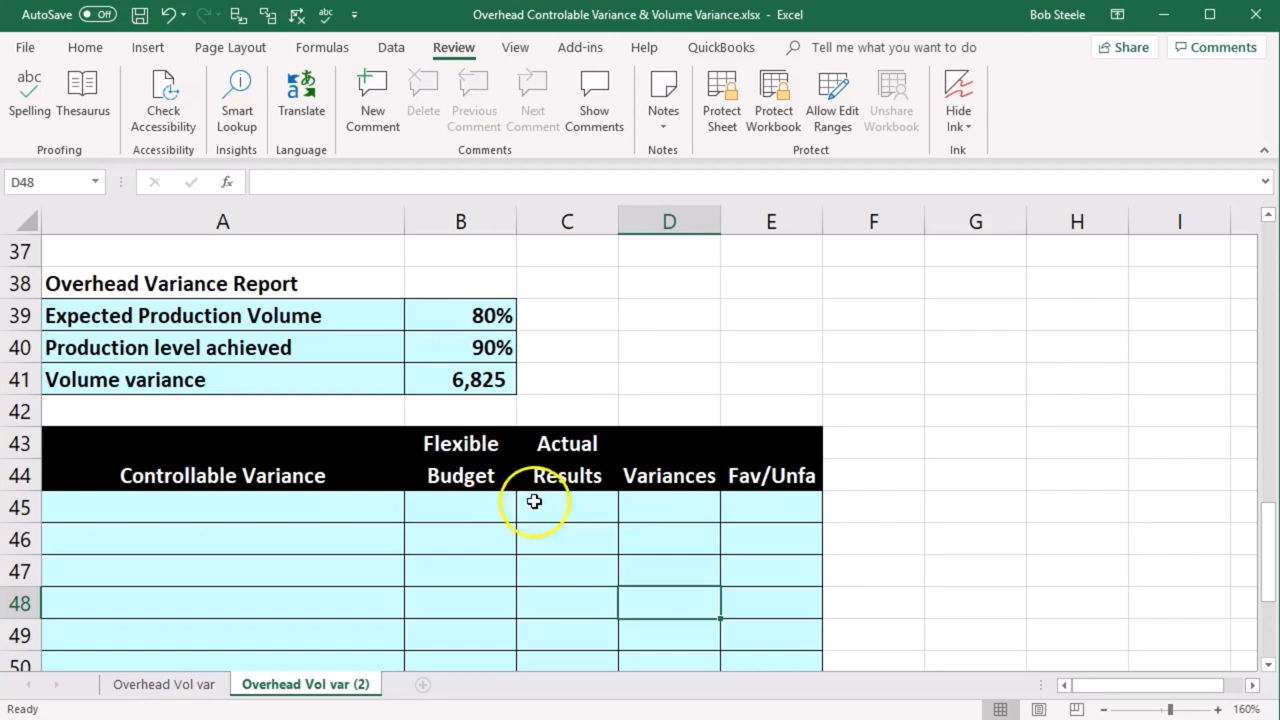 AutoSave Off
Overhead Controlable Variance & Volume Variance.xlsx - Excel
Bob Steele
File Home Insert Page Layout Formulas Data Review View Add-ins Help QuickBooks Tell me what you want to do Share Comments
abc
Spelling Thesaurus
Proofing
Check Accessibility
Accessibility
Smart Lookup
Insights
Translate
Language
New Comment
Delete
Previous Comment
Next Comment
Show Comments
Comments
Notes
Notes
Protect Sheet
Protect Workbook
Allow Edit Ranges
Unshare Workbook
Protect
Hide Ink
Ink
D48
fx
A B C D E F G H I
37
38 Overhead Variance Report
39 Expected Production Volume 80%
40 Production level achieved 90%
41 Volume variance 6,825
42
43 Flexible Actual
44 Controllable Variance Budget Results Variances Fav/Unfa
45
46
47
48
49
50
Overhead Vol var Overhead Vol var (2)
Ready
160%